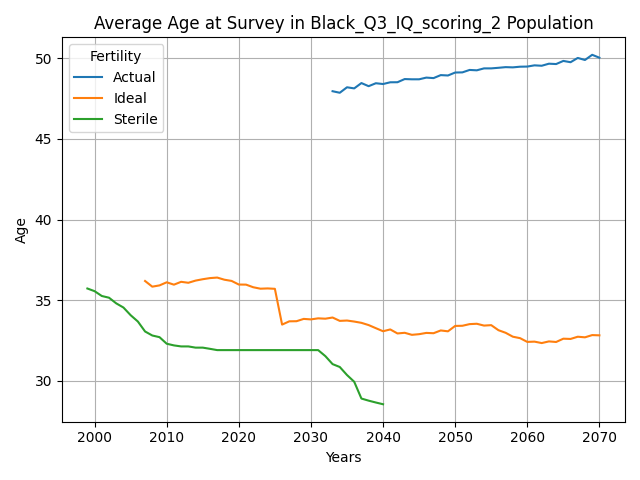 Average Age at Survey in Black_Q3_IQ_scoring_2 Population
Fertility
Actual
Ideal
Sterile
Age
50
45
40
35
30
2000 2010 2020 2030 2040 2050 2060 2070
Years